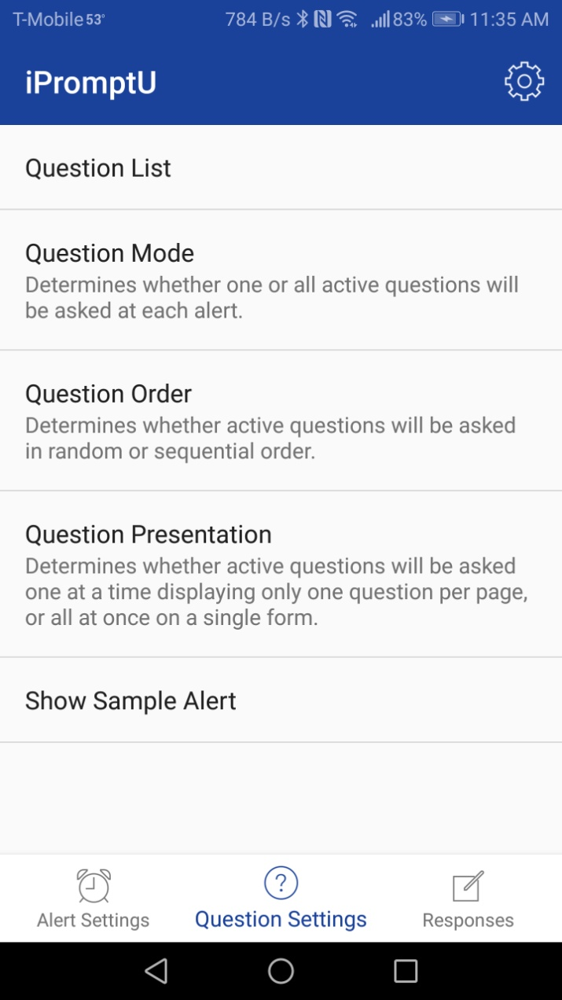 T-Mobile 53° 784 B/s 83% 11:35 AM
iPromptU
Question List
Question Mode
Determines whether one or all active questions will
be asked at each alert.
Question Order
Determines whether active questions will be asked
in random or sequential order.
Question Presentation
Determines whether active questions will be asked
one at a time displaying only one question per page,
or all at once on a single form.
Show Sample Alert
Alert Settings ? Question Settings Responses